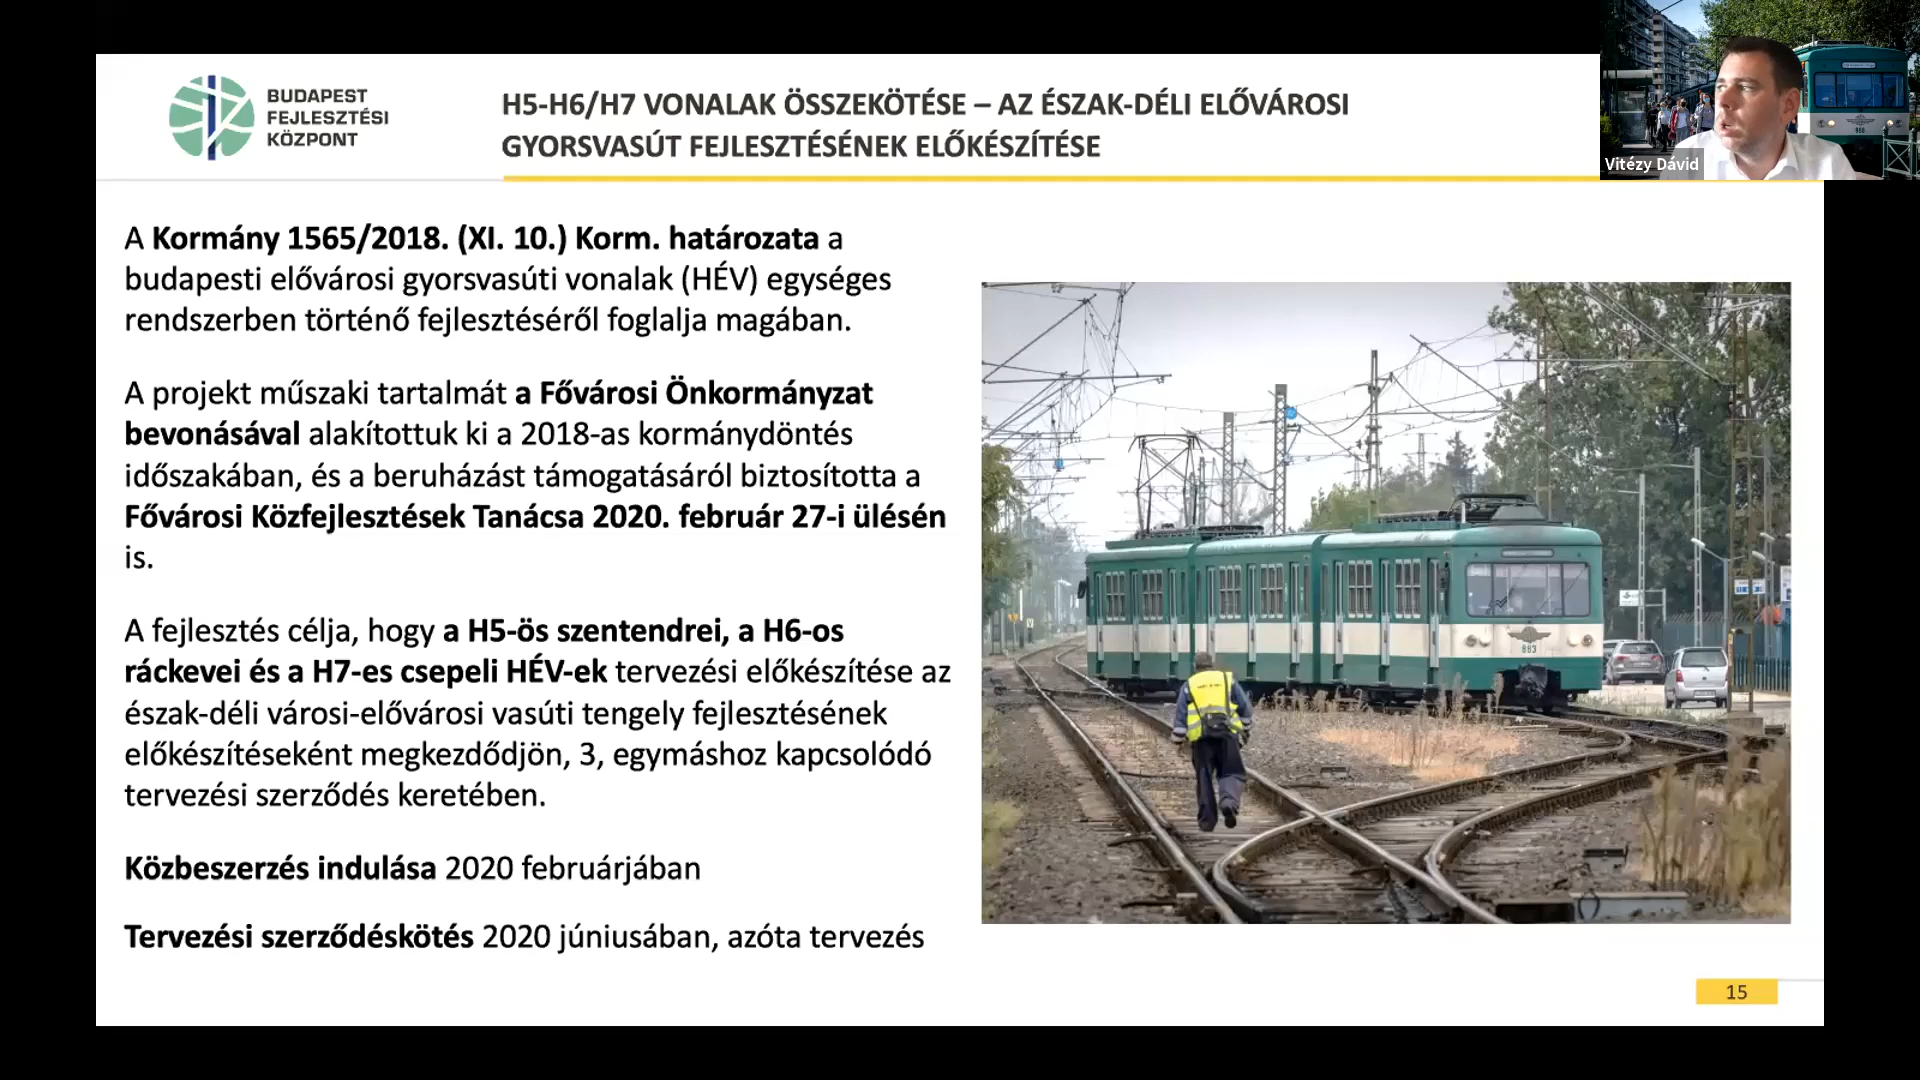 BUDAPEST
FEJLESZTÉSI
KÖZPONT
H5-H6/H7 VONALAK ÖSSZEKÖTÉSE – AZ ÉSZAK-DÉLI ELŐVÁROSI
GYORSVASÚT FEJLESZTÉSÉNEK ELŐKÉSZÍTÉSE
Vitézy Dávid
A Kormány 1565/2018. (XI. 10.) Korm. határozata a
budapesti elővárosi gyorsvasúti vonalak (HÉV) egységes
rendszerben történő fejlesztéséről foglalja magában.
A projekt műszaki tartalmát a Fővárosi Önkormányzat
bevonásával alakítottuk ki a 2018-as kormánydöntés
időszakában, és a beruházást támogatásáról biztosította a
Fővárosi Közfejlesztések Tanácsa 2020. február 27-i ülésén
is.
A fejlesztés célja, hogy a H5-ös szentendrei, a H6-os
ráckevei és a H7-es csepeli HÉV-ek tervezési előkészítése az
észak-déli városi-elővárosi vasúti tengely fejlesztésének
előkészítéseként megkezdődjön, 3, egymáshoz kapcsolódó
tervezési szerződés keretében.
Közbeszerzés indulása 2020 februárjában
Tervezési szerződéskötés 2020 júniusában, azóta tervezés
883
15